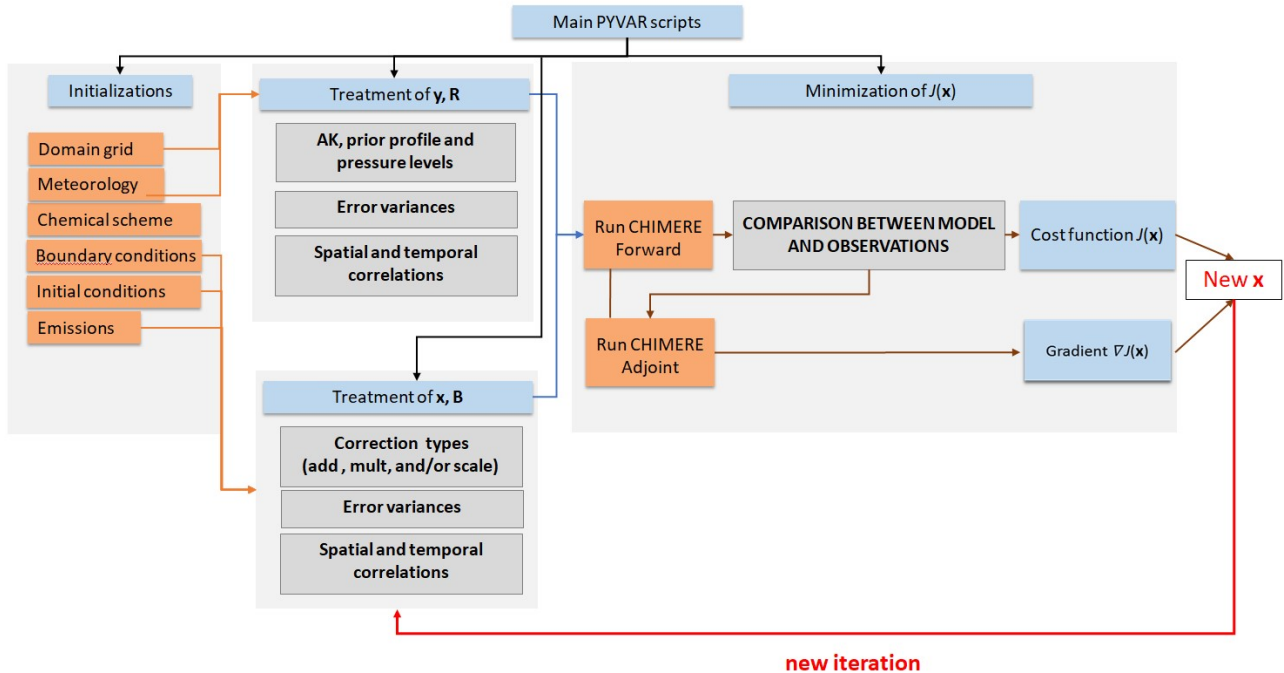 Main PYVAR scripts
Initializations
Domain grid
Meteorology
Chemical scheme
Boundary conditions
Initial conditions
Emissions
Treatment of y, R
AK, prior profile and
pressure levels
Error variances
Spatial and temporal
correlations
Treatment of x, B
Correction types
(add , mult, and/or scale)
Error variances
Spatial and temporal
correlations
Minimization of J(x)
Run CHIMERE
Forward
COMPARISON BETWEEN MODEL
AND OBSERVATIONS
Cost function J(x)
New x
Run CHIMERE
Adjoint
Gradient ∇J(x)
new iteration